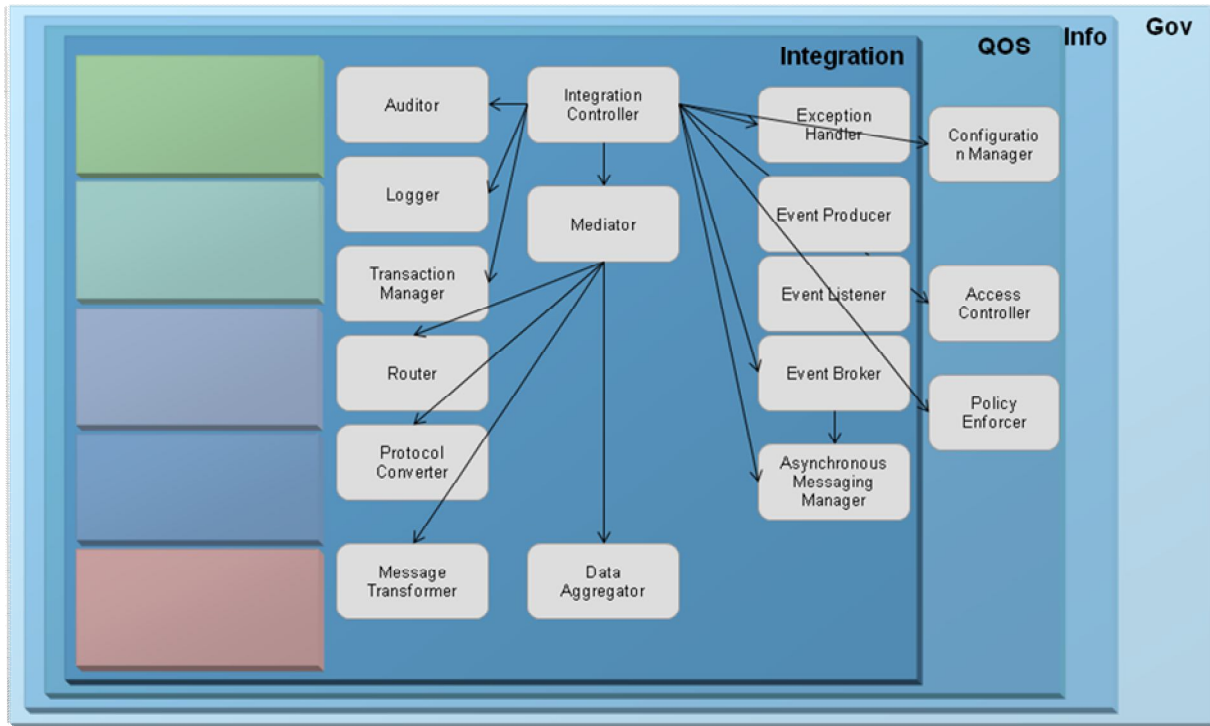 Gov
Info
QOS
Integration
Auditor
Integration
Controller
Exception
Handler
Configuratio
n Manager
Logger
Mediator
Event Producer
Transaction
Manager
Event Listener
Access
Controller
Router
Event Broker
Policy
Enforcer
Protocol
Converter
Asynchronous
Messaging
Manager
Message
Transformer
Data
Aggregator